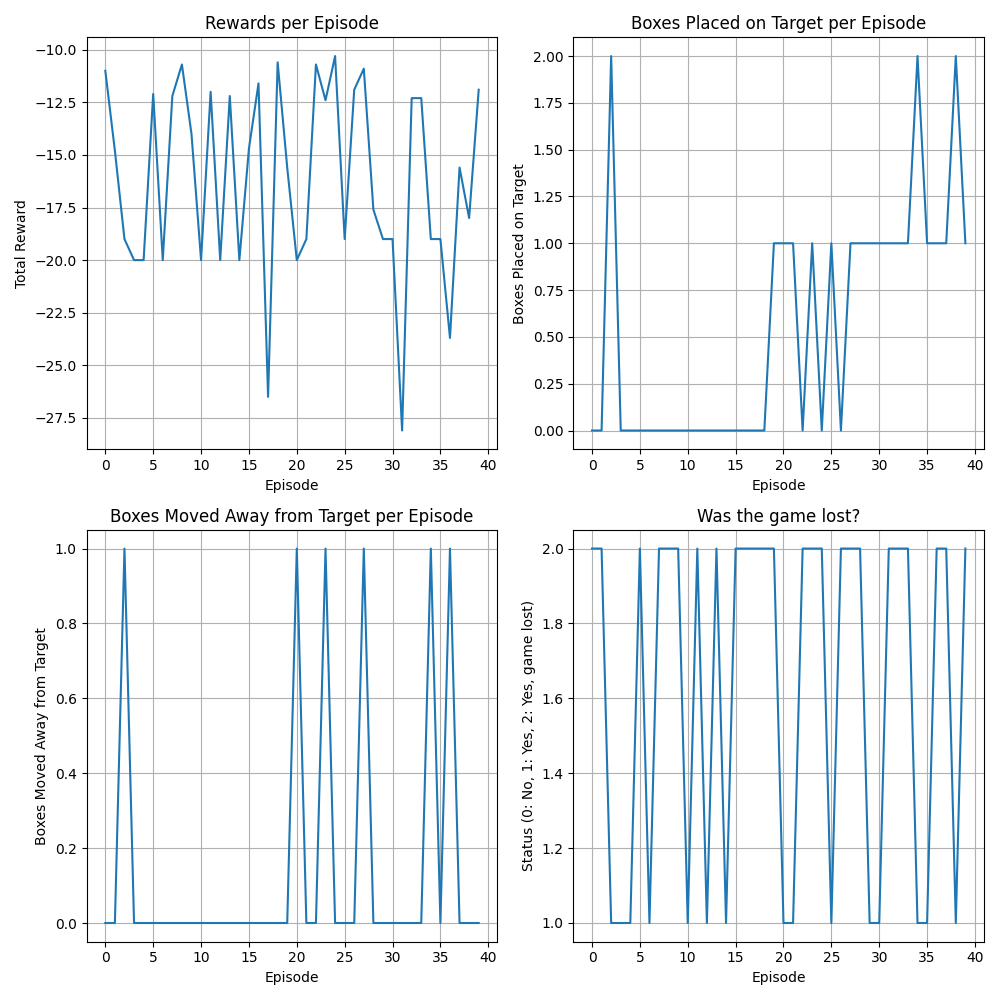 Rewards per Episode
Total Reward
−10.0
−12.5
−15.0
−17.5
−20.0
−22.5
−25.0
−27.5
0 5 10 15 20 25 30 35 40
Episode
Boxes Placed on Target per Episode
Boxes Placed on Target
2.00
1.75
1.50
1.25
1.00
0.75
0.50
0.25
0.00
0 5 10 15 20 25 30 35 40
Episode
Boxes Moved Away from Target per Episode
Boxes Moved Away from Target
1.0
0.8
0.6
0.4
0.2
0.0
0 5 10 15 20 25 30 35 40
Episode
Was the game lost?
Status (0: No, 1: Yes, 2: Yes, game lost)
2.0
1.8
1.6
1.4
1.2
1.0
0 5 10 15 20 25 30 35 40
Episode